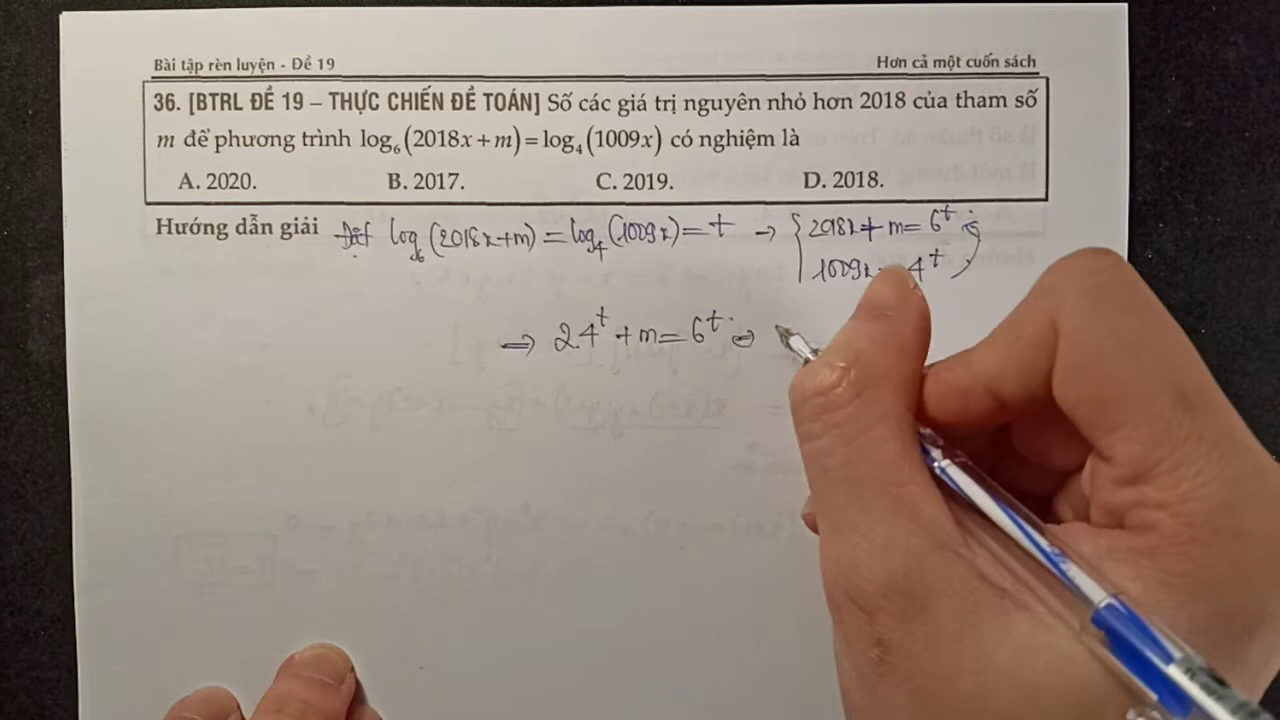 Bài tập rèn luyện - Đề 19
Hơn cả một cuốn sách
36. [BTRL ĐỀ 19 – THỰC CHIẾN ĐỀ TOÁN] Số các giá trị nguyên nhỏ hơn 2018 của tham số
m để phương trình log₆(2018x + m) = log₄(1009x) có nghiệm là
A. 2020. B. 2017. C. 2019. D. 2018.
Hướng dẫn giải Đặt log₆(2018x+m) = log₄(1009x) = t → { 2018x + m = 6ᵗ
1009x 4ᵗ
⇒ 2.4ᵗ + m = 6ᵗ ⇒